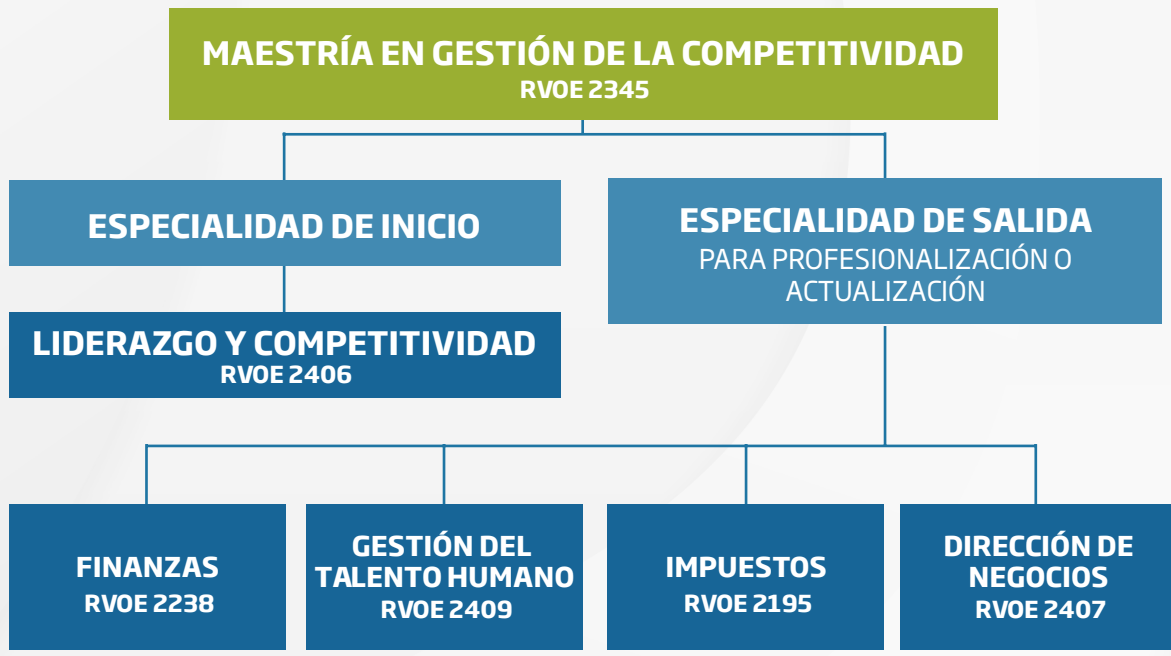 MAESTRÍA EN GESTIÓN DE LA COMPETITIVIDAD
RVOE 2345
ESPECIALIDAD DE INICIO
LIDERAZGO Y COMPETITIVIDAD
RVOE 2406
ESPECIALIDAD DE SALIDA
PARA PROFESIONALIZACIÓN O
ACTUALIZACIÓN
FINANZAS
RVOE 2238
GESTIÓN DEL
TALENTO HUMANO
RVOE 2409
IMPUESTOS
RVOE 2195
DIRECCIÓN DE
NEGOCIOS
RVOE 2407